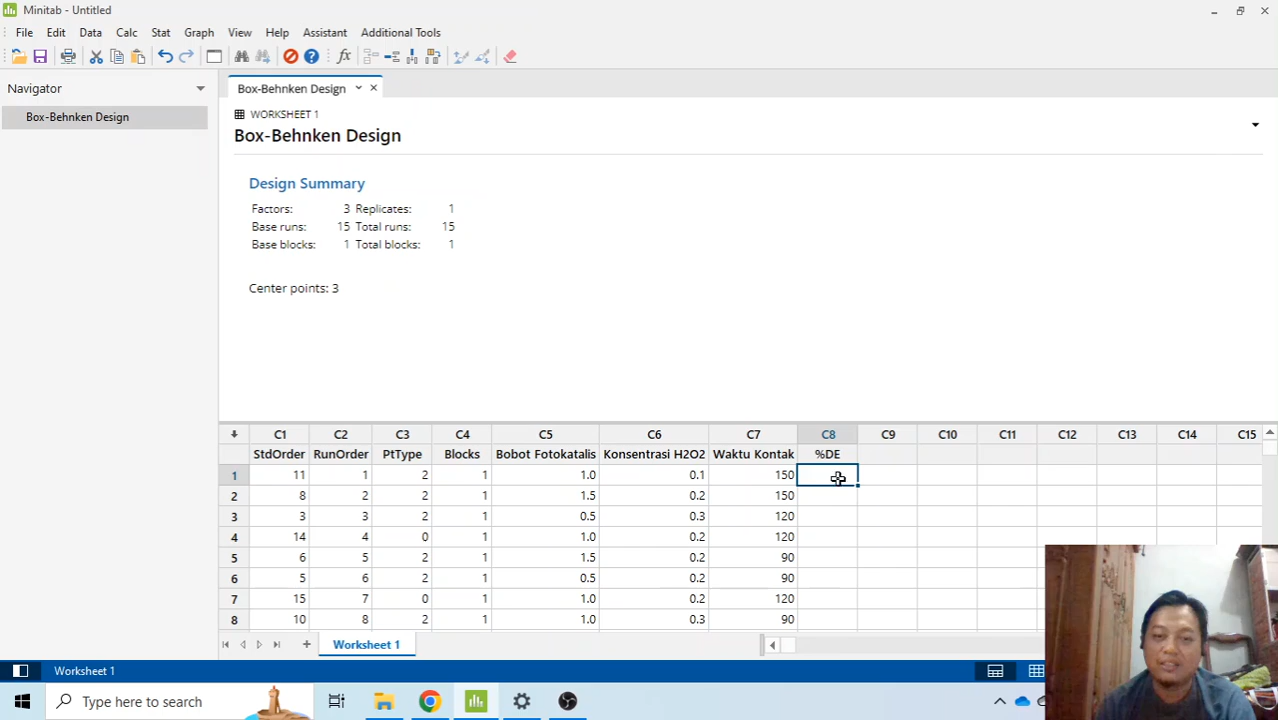 Minitab - Untitled
File Edit Data Calc Stat Graph View Help Assistant Additional Tools
Navigator
Box-Behnken Design
Box-Behnken Design
WORKSHEET 1
Box-Behnken Design
Design Summary
Factors: 3 Replicates: 1
Base runs: 15 Total runs: 15
Base blocks: 1 Total blocks: 1
Center points: 3
C1 C2 C3 C4 C5 C6 C7 C8 C9 C10 C11 C12 C13 C14 C15
StdOrder RunOrder PtType Blocks Bobot Fotokatalis Konsentrasi H2O2 Waktu Kontak %DE
1 11 1 2 1 1.0 0.1 150
2 8 2 2 1 1.5 0.2 150
3 3 3 2 1 0.5 0.3 120
4 14 4 0 1 1.0 0.2 120
5 6 5 2 1 1.5 0.2 90
6 5 6 2 1 0.5 0.2 90
7 15 7 0 1 1.0 0.2 120
8 10 8 2 1 1.0 0.3 90
Worksheet 1
Worksheet 1
Type here to search